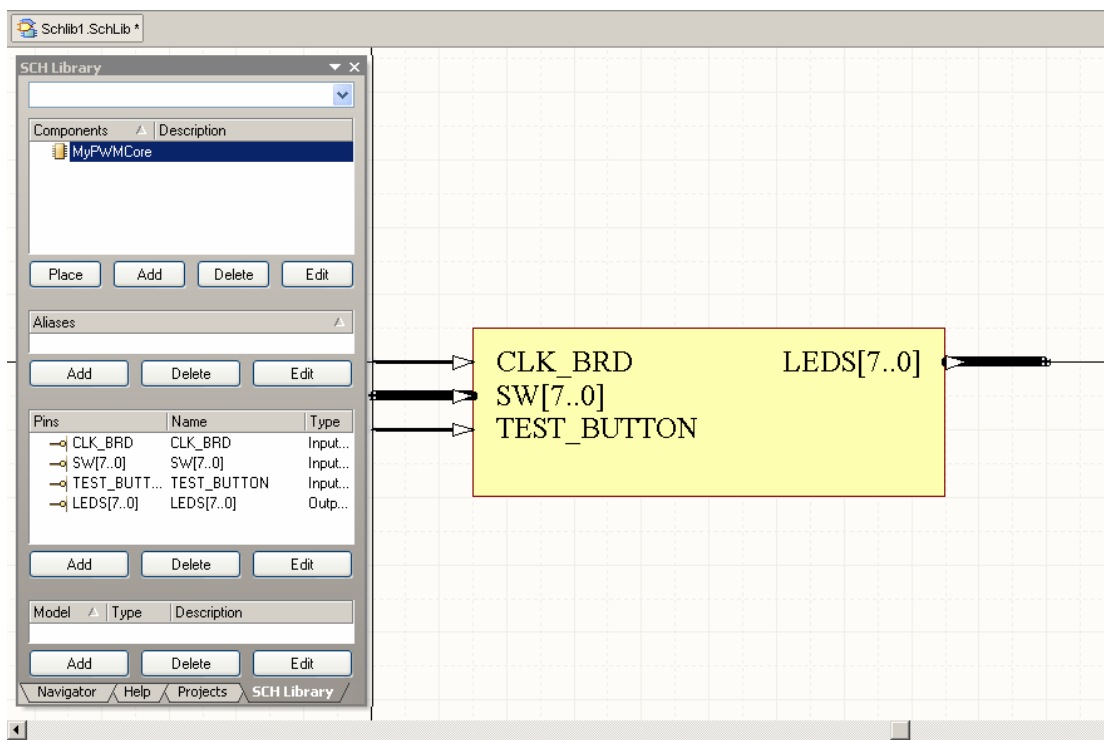 Schlib1.SchLib *
SCH Library
Components Description
MyPWMCore
Place Add Delete Edit
Aliases
Add Delete Edit
Pins Name Type
CLK_BRD CLK_BRD Input...
SW[7..0] SW[7..0] Input...
TEST_BUTT... TEST_BUTTON Input...
LEDS[7..0] LEDS[7..0] Outp...
Add Delete Edit
Model Type Description
Add Delete Edit
Navigator Help Projects SCH Library
CLK_BRD LEDS[7..0]
SW[7..0]
TEST_BUTTON